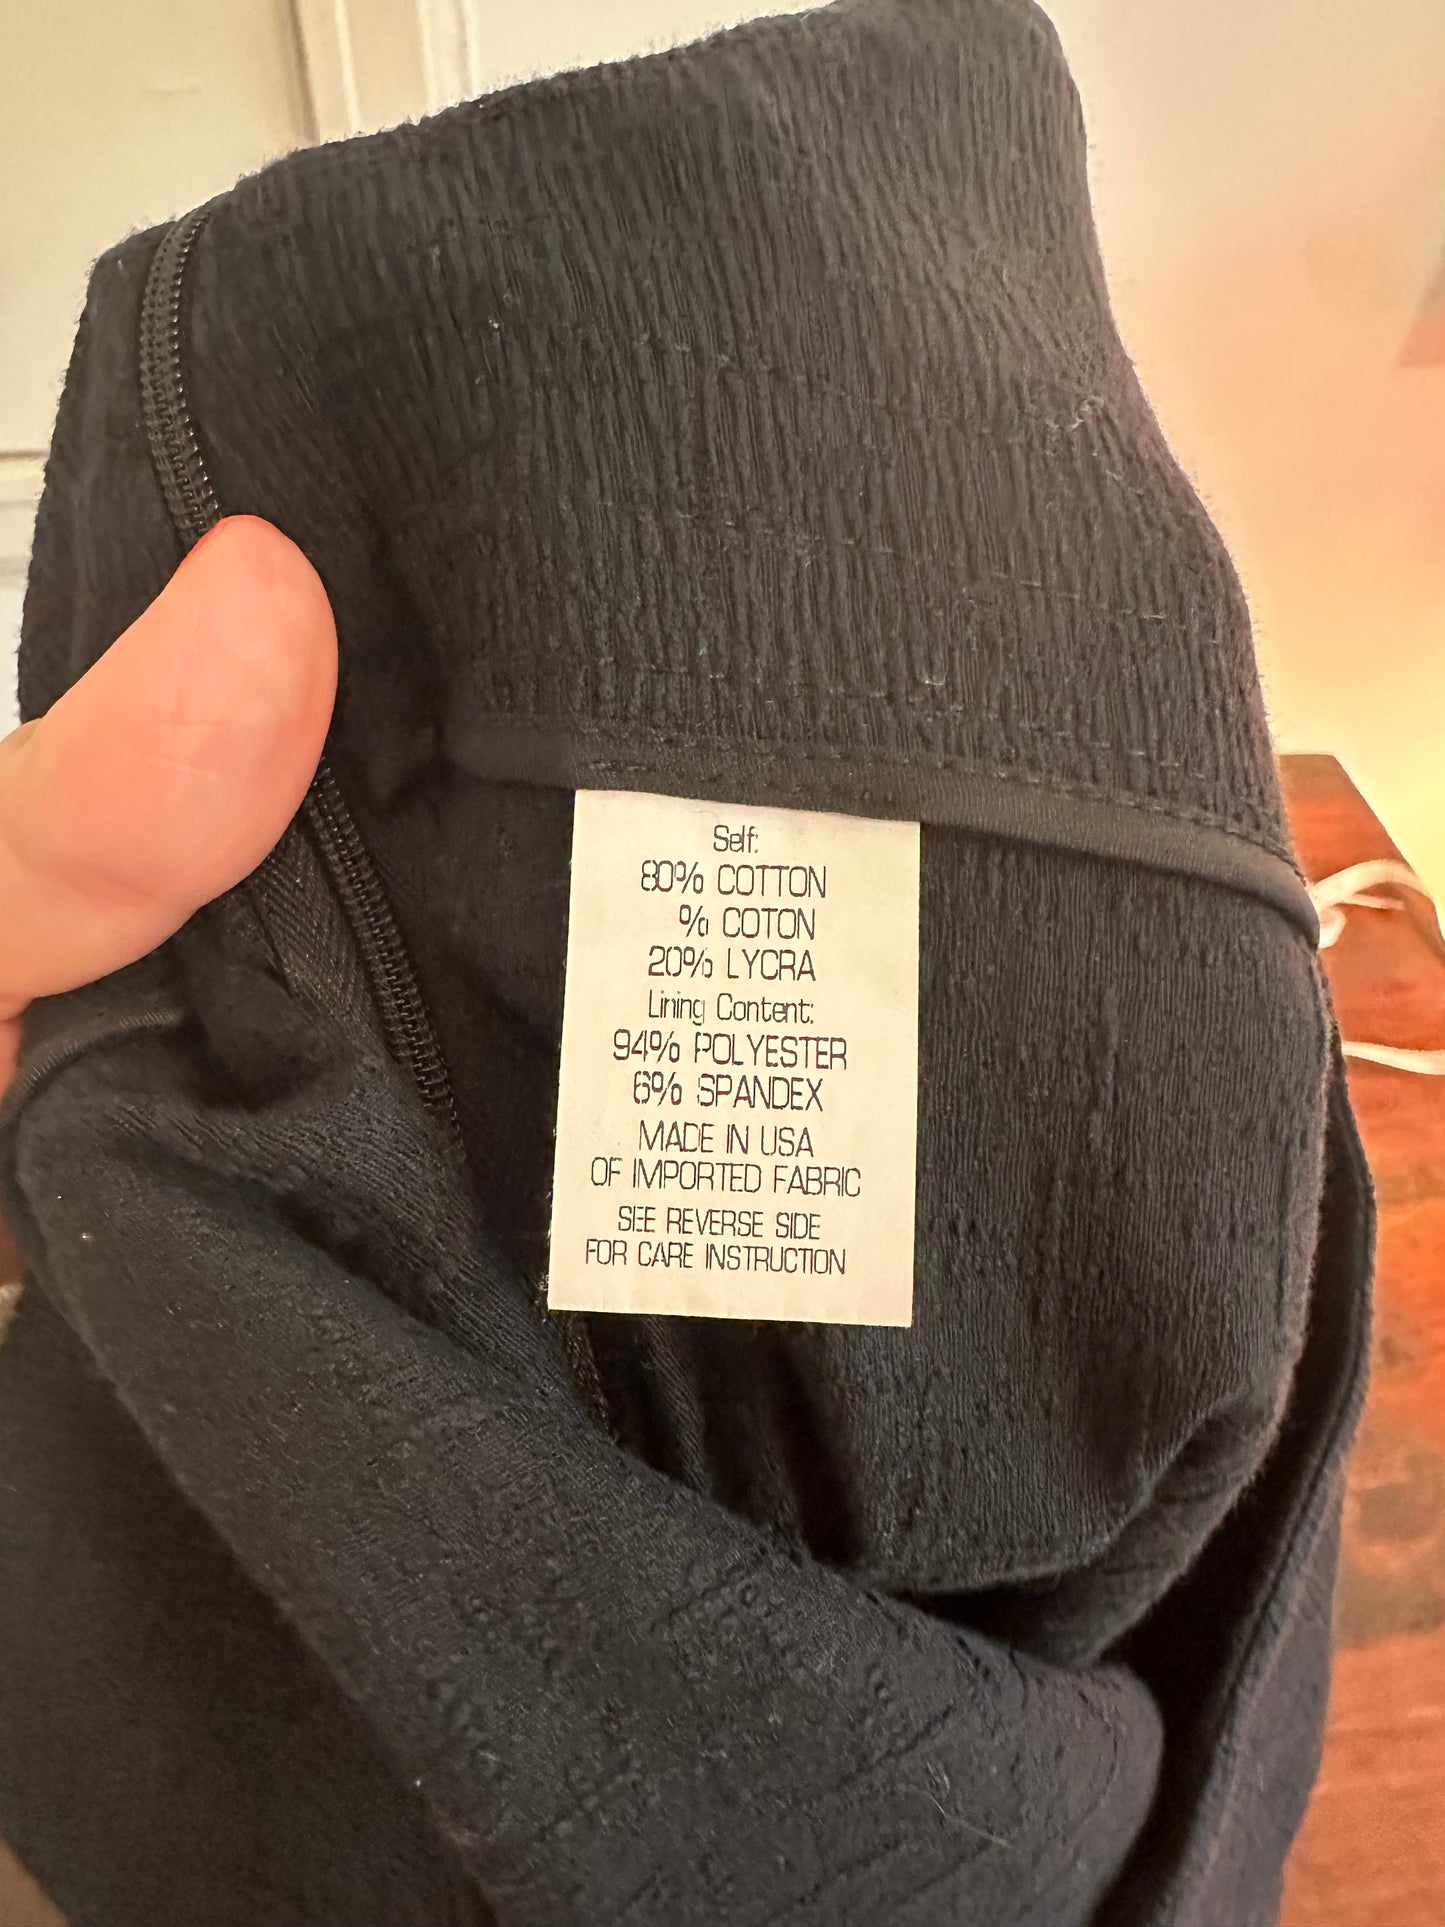 Self:
80% COTTON
% COTON
20% LYCRA
Lining Content:
94% POLYESTER
6% SPANDEX
MADE IN USA
OF IMPORTED FABRIC
SEE REVERSE SIDE
FOR CARE INSTRUCTION